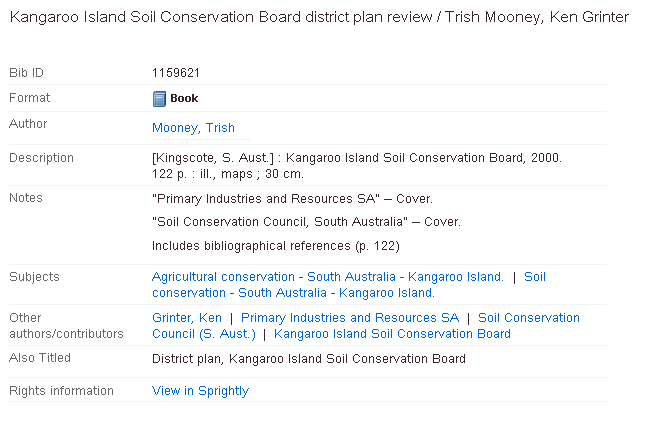 Kangaroo Island Soil Conservation Board district plan review / Trish Mooney, Ken Grinter
Bib ID 1159621
Format Book
Author Mooney, Trish
Description [Kingscote, S. Aust.] : Kangaroo Island Soil Conservation Board, 2000.
122 p. : ill., maps ; 30 cm.
Notes "Primary Industries and Resources SA" -- Cover.
"Soil Conservation Council, South Australia" -- Cover.
Includes bibliographical references (p. 122)
Subjects Agricultural conservation - South Australia - Kangaroo Island. | Soil
conservation - South Australia - Kangaroo Island.
Other Grinter, Ken | Primary Industries and Resources SA | Soil Conservation
authors/contributors Council (S. Aust.) | Kangaroo Island Soil Conservation Board
Also Titled District plan, Kangaroo Island Soil Conservation Board
Rights information View in Sprightly